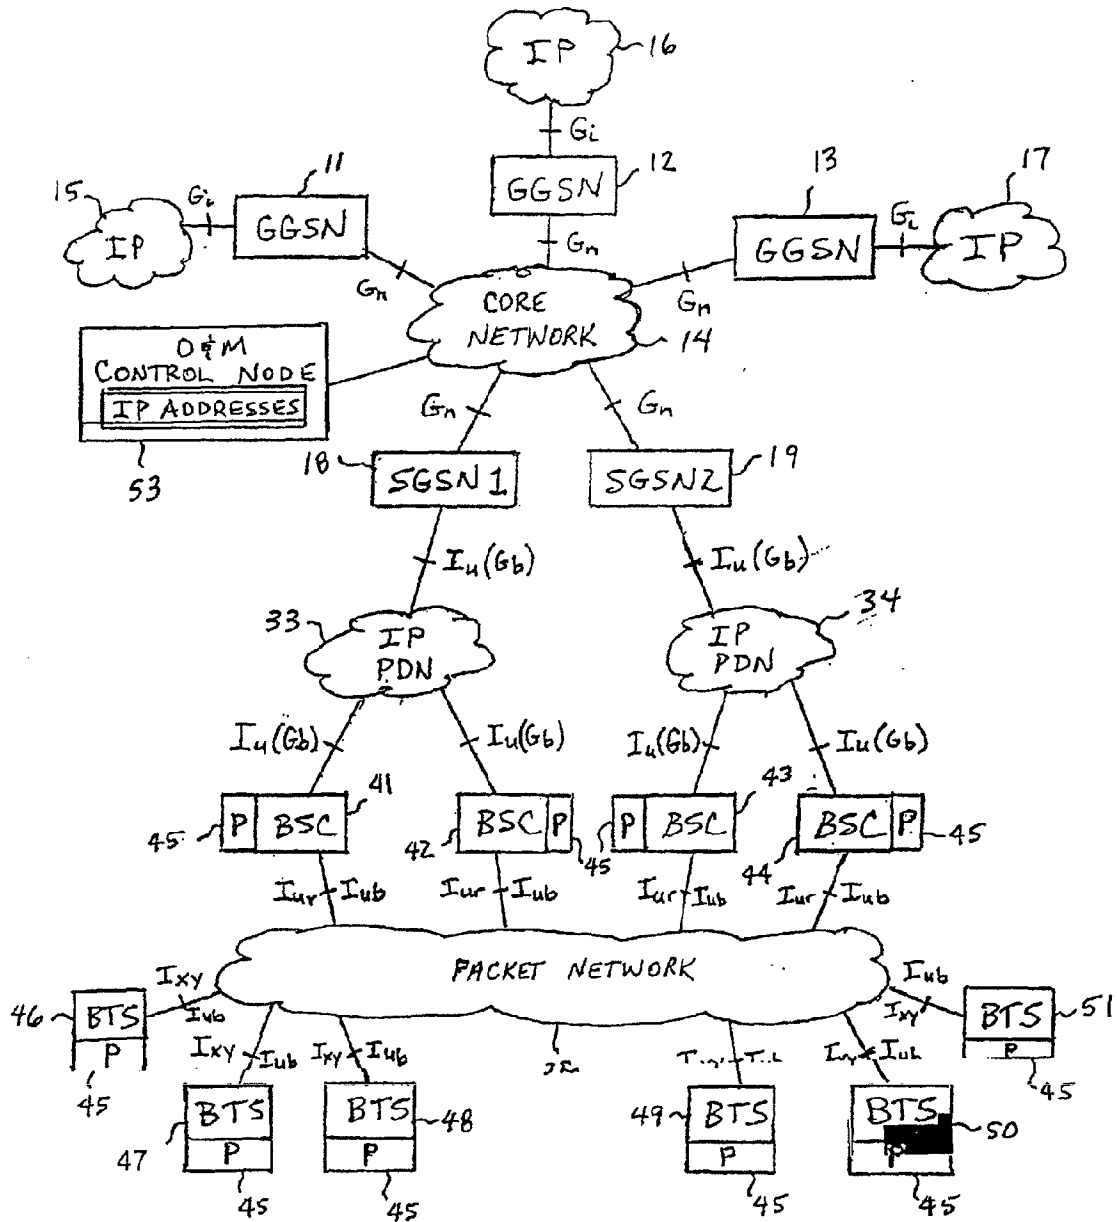 IP
16
Gi
11
12
13
17
15
Gi
GGSN
GGSN
GGSN
Gi
IP
IP
Gn
Gn
Gn
CORE
NETWORK
14
O&M
CONTROL NODE
IP ADDRESSES
53
Gn
Gn
18
SGSN1
SGSN2
19
Iu(Gb)
Iu(Gb)
33
IP
PDN
IP
PDN
34
Iu(Gb)
Iu(Gb)
Iu(Gb)
Iu(Gb)
41
43
45
P
BSC
42
BSC
P
45
P
BSC
44
BSC
P
45
Iur
Iub
Iur
Iub
Iur
Iub
Iur
Iub
PACKET NETWORK
46
BTS
P
45
Ixy
Iub
Ixy
Iub
Ixy
Iub
Iub
Iub
Ixy
BTS
51
P
45
47
BTS
P
45
BTS
48
P
45
49
BTS
P
45
BTS
50
P
45